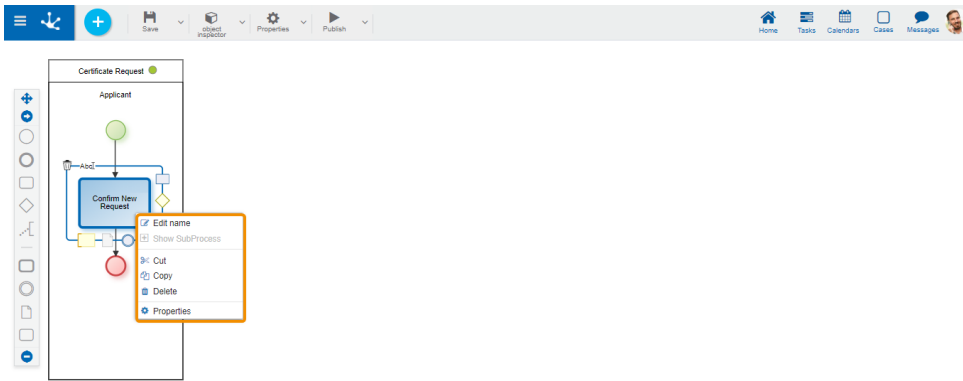 Save
object
inspector
Properties
Publish
Home
Tasks
Calendars
Cases
Messages
Certificate Request
Applicant
Abc
Confirm New
Request
Edit name
Show SubProcess
Cut
Copy
Delete
Properties